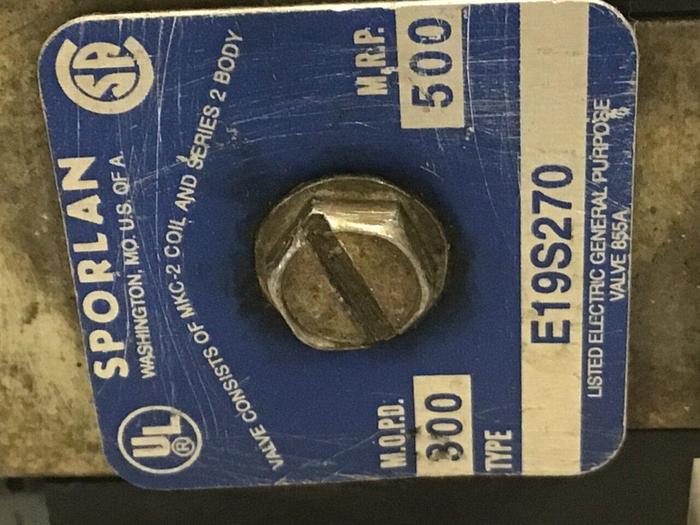 UL ®
SPORLAN
WASHINGTON, MO. U.S. OF A.
SA
VALVE CONSISTS OF MKC-2 COIL AND SERIES 2 BODY
M.O.P.D. M.R.P.
300 500
TYPE
E19S270
LISTED ELECTRIC GENERAL PURPOSE
VALVE 855A